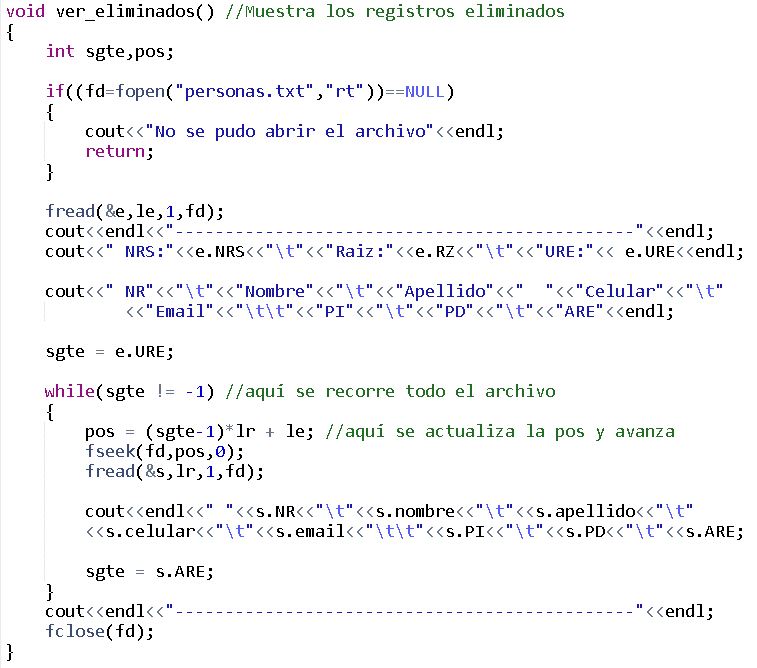 void ver_eliminados() //Muestra los registros eliminados
{
    int sgte,pos;

    if((fd=fopen("personas.txt","rt"))==NULL)
    {
        cout<<"No se pudo abrir el archivo"<<endl;
        return;
    }

    fread(&e,le,1,fd);
    cout<<endl<<"----------------------------------------------"<<endl;
    cout<<" NRS:"<<e.NRS<<"\t"<<"Raiz:"<<e.RZ<<"\t"<<"URE:"<< e.URE<<endl;

    cout<<" NR"<<"\t"<<"Nombre"<<"\t"<<"Apellido"<<"  "<<"Celular"<<"\t"
            <<"Email"<<"\t\t"<<"PI"<<"\t"<<"PD"<<"\t"<<"ARE"<<endl;

    sgte = e.URE;

    while(sgte != -1) //aquí se recorre todo el archivo
    {
        pos = (sgte-1)*lr + le; //aquí se actualiza la pos y avanza
        fseek(fd,pos,0);
        fread(&s,lr,1,fd);

        cout<<endl<<" "<<s.NR<<"\t"<<s.nombre<<"\t"<<s.apellido<<"\t"
        <<s.celular<<"\t"<<s.email<<"\t\t"<<s.PI<<"\t"<<s.PD<<"\t"<<s.ARE;

        sgte = s.ARE;
    }
    cout<<endl<<"----------------------------------------------"<<endl;
    fclose(fd);
}